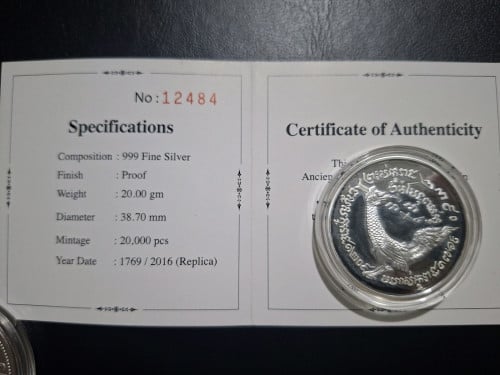 No: 12484
Specifications
Composition : 999 Fine Silver
Finish : Proof
Weight : 20.00 gm
Diameter : 38.70 mm
Mintage : 20,000 pcs
Year Date : 1769 / 2016 (Replica)
Certificate of Authenticity
Ancien